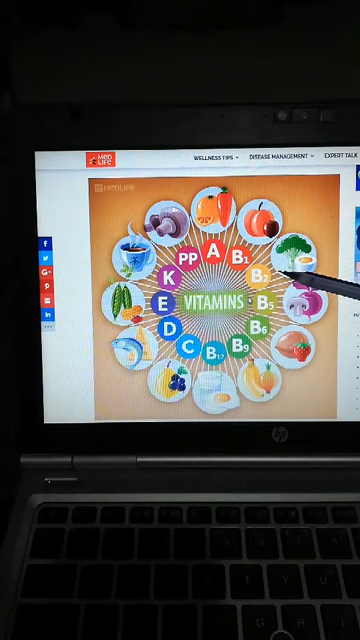 MED LIFE
WELLNESS TIPS
DISEASE MANAGEMENT
EXPERT TALK
MEDLIFE
A
B1
B2
B5
B6
B9
B12
C
D
E
K
PP
VITAMINS
hp
T
Y
U
G
H